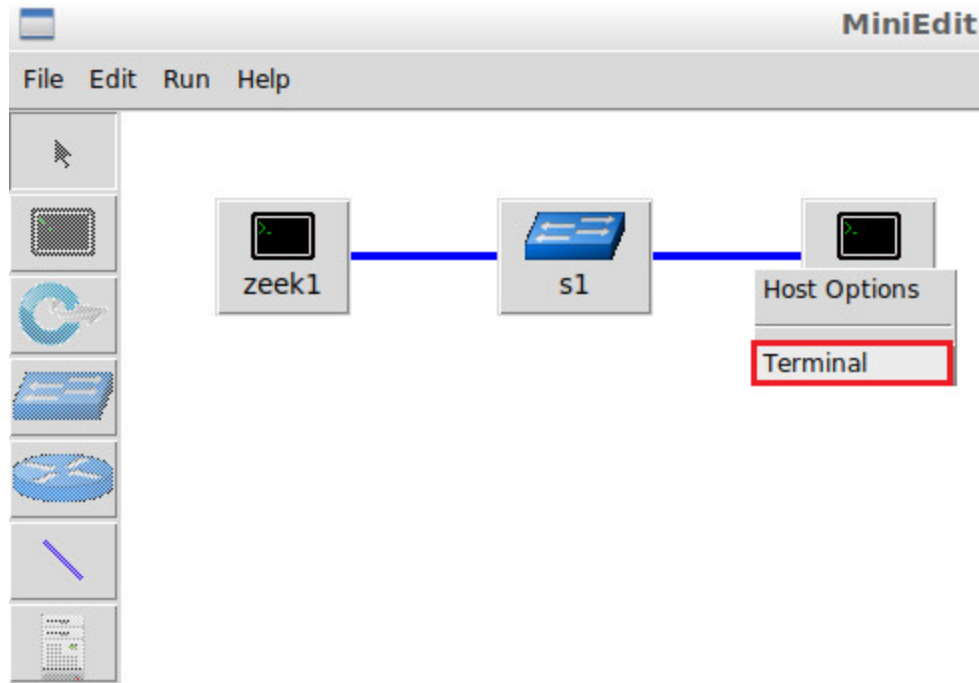 MiniEdit
File Edit Run Help
zeek1
s1
Host Options
Terminal